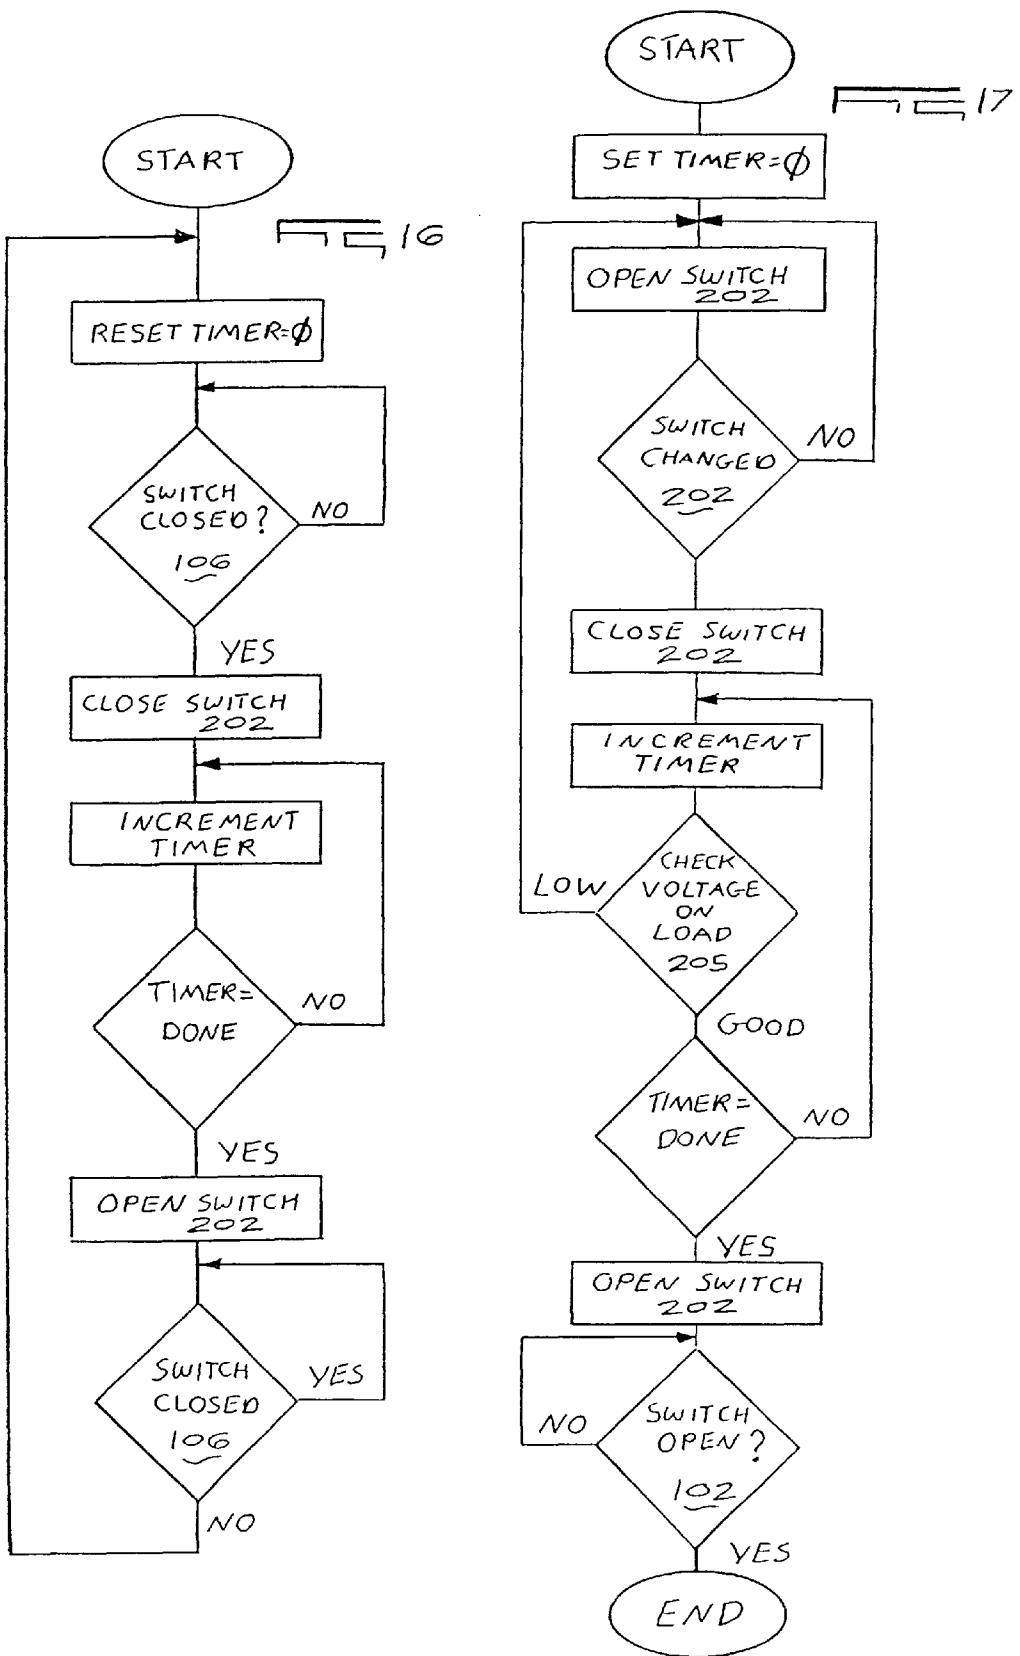 START
FIG 16
RESET TIMER=∅
SWITCH
CLOSED?
106
NO
YES
CLOSE SWITCH
202
INCREMENT
TIMER
TIMER=
DONE
NO
YES
OPEN SWITCH
202
SWITCH
CLOSED
106
YES
NO
START
FIG 17
SET TIMER=∅
OPEN SWITCH
202
SWITCH
CHANGED
202
NO
CLOSE SWITCH
202
INCREMENT
TIMER
CHECK
VOLTAGE
ON
LOAD
205
LOW
GOOD
TIMER=
DONE
NO
YES
OPEN SWITCH
202
SWITCH
OPEN?
102
NO
YES
END